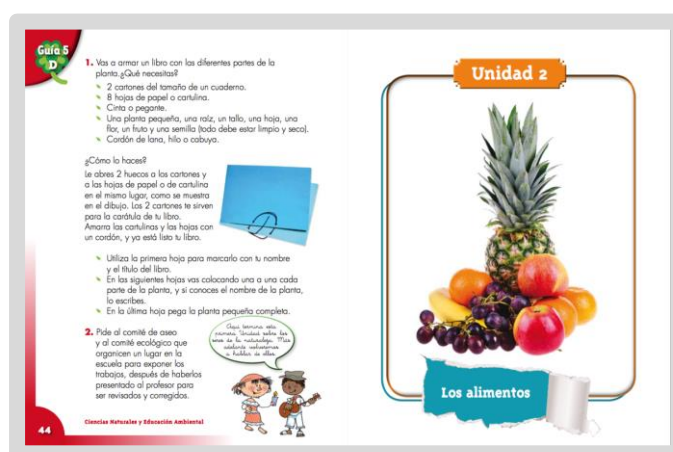 Guía 5
D
1. Vas a armar un libro con las diferentes partes de la
planta. ¿Qué necesitas?
2 cartones del tamaño de un cuaderno.
8 hojas de papel o cartulina.
Cinta o pegante.
Una planta pequeña, una raíz, un tallo, una hoja, una
flor, un fruto y una semilla (todo debe estar limpio y seco).
Cordón de lana, hilo o cabuya.
¿Cómo lo haces?
Le abres 2 huecos a los cartones y
a las hojas de papel o de cartulina
en el mismo lugar, como se muestra
en el dibujo. Los 2 cartones te sirven
para la carátula de tu libro.
Amarra las cartulinas y las hojas con
un cordón, y ya está listo tu libro.
Utiliza la primera hoja para marcarlo con tu nombre
y el título del libro.
En las siguientes hojas vas colocando una a una cada
parte de la planta, y si conoces el nombre de la planta,
lo escribes.
En la última hoja pega la planta pequeña completa.
2. Pide al comité de aseo
y al comité ecológico que
organicen un lugar en la
escuela para exponer los
trabajos, después de haberlos
presentado al profesor para
ser revisados y corregidos.
Aquí termina esta
primera Unidad sobre los
seres de la naturaleza. Más
adelante volveremos
a hablar de ellos.
44
Ciencias Naturales y Educación Ambiental
Unidad 2
Los alimentos